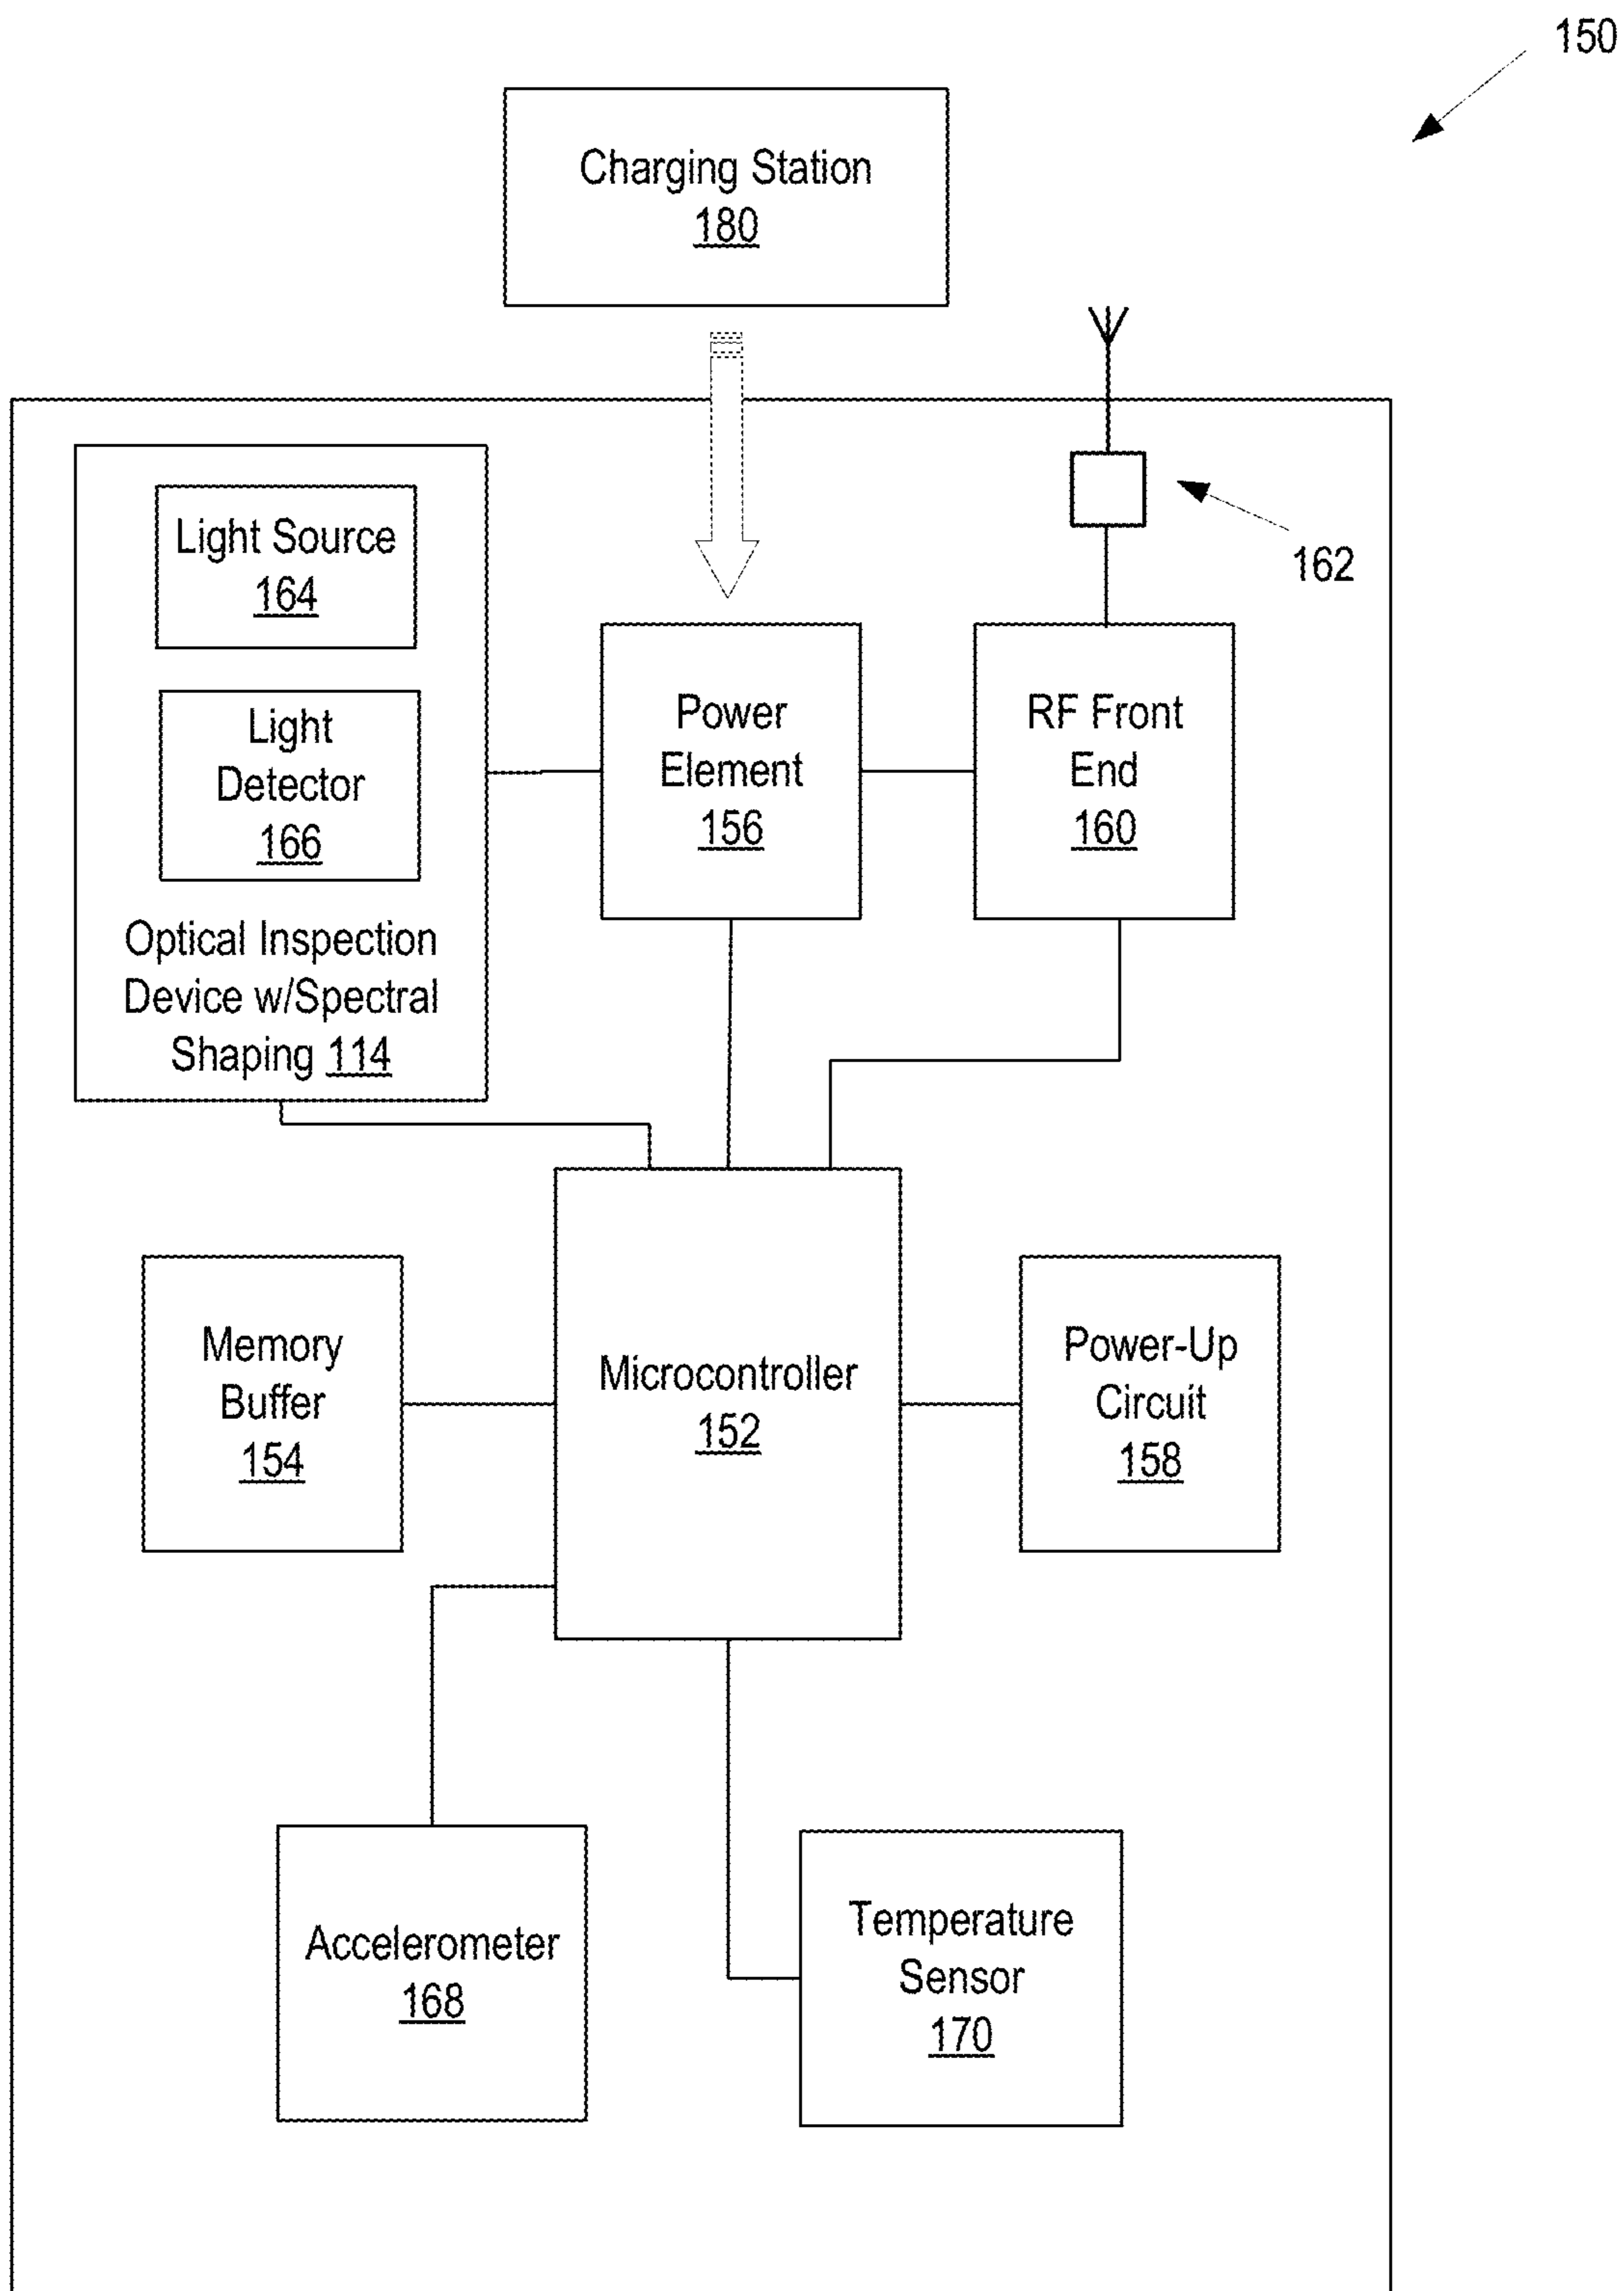 150
Charging Station
180
Light Source
164
162
Light
Detector
166
Power
Element
156
RF Front
End
160
Optical Inspection
Device w/Spectral
Shaping 114
Memory
Buffer
154
Microcontroller
152
Power-Up
Circuit
158
Accelerometer
168
Temperature
Sensor
170